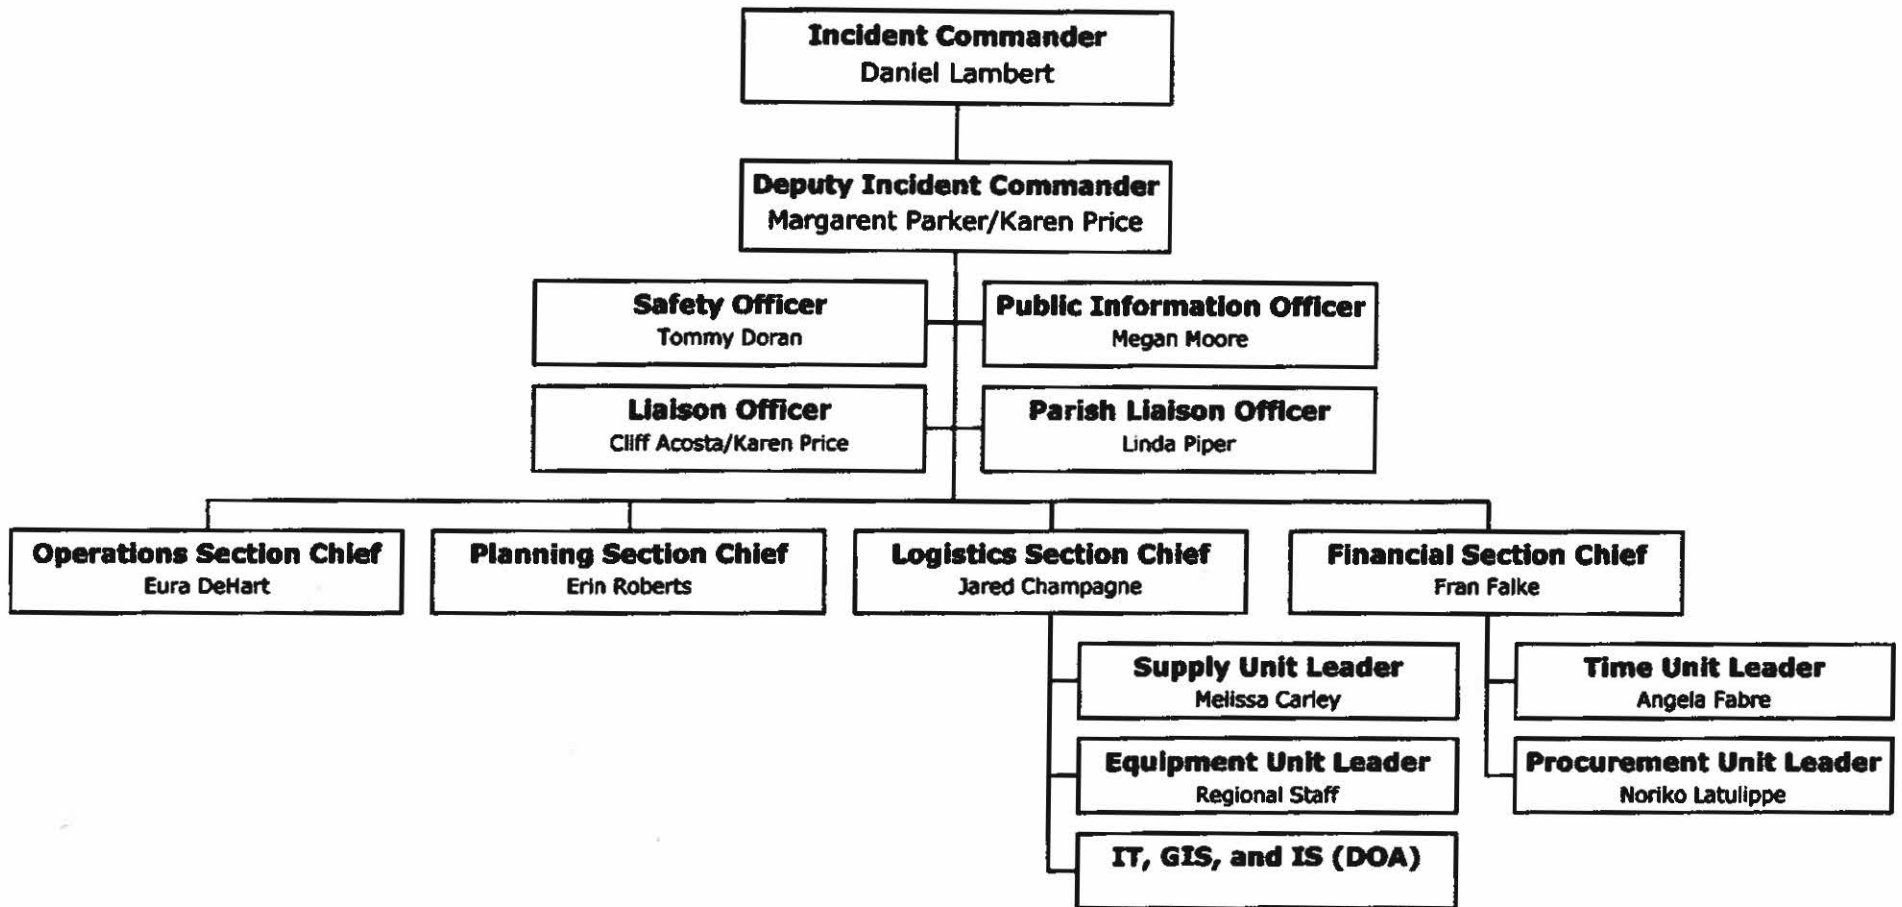 Incident Commander
Daniel Lambert
Deputy Incident Commander
Margarent Parker/Karen Price
Safety Officer
Tommy Doran
Public Information Officer
Megan Moore
Liaison Officer
Cliff Acosta/Karen Price
Parish Liaison Officer
Linda Piper
Operations Section Chief
Eura DeHart
Planning Section Chief
Erin Roberts
Logistics Section Chief
Jared Champagne
Financial Section Chief
Fran Falke
Supply Unit Leader
Melissa Carley
Time Unit Leader
Angela Fabre
Equipment Unit Leader
Regional Staff
Procurement Unit Leader
Noriko Latulippe
IT, GIS, and IS (DOA)